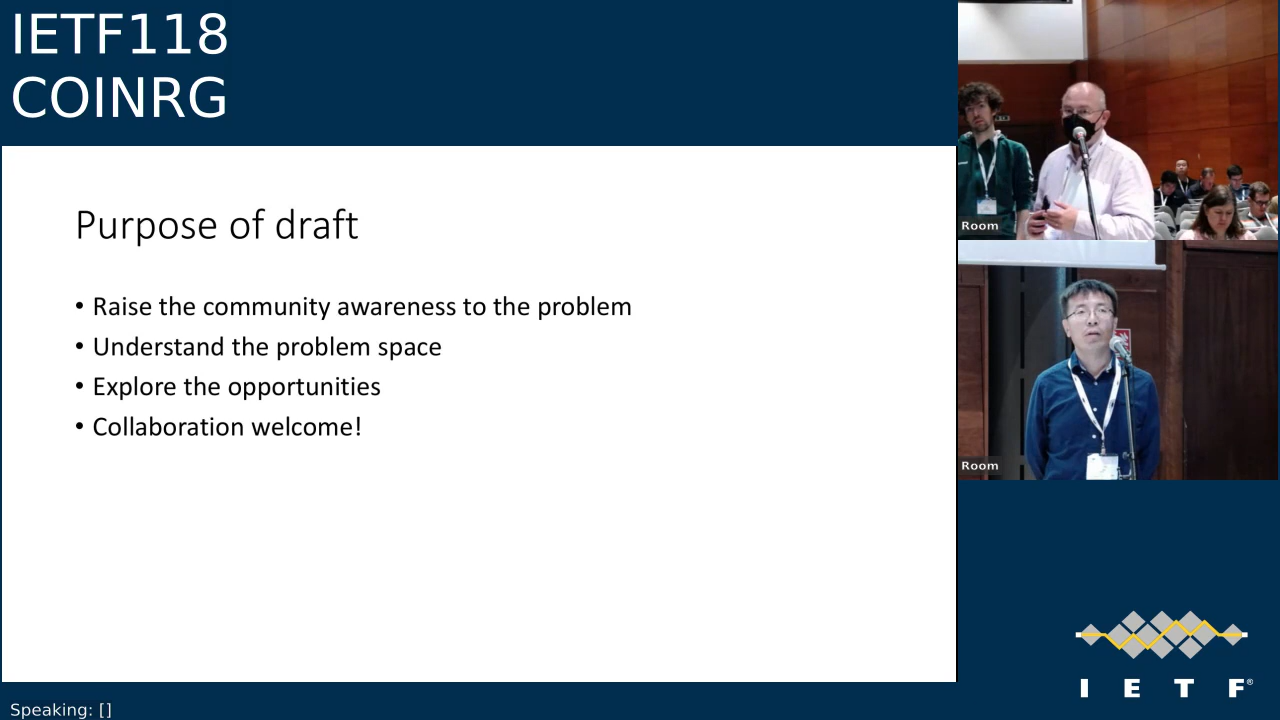 IETF118
COINRG
Purpose of draft
• Raise the community awareness to the problem
• Understand the problem space
• Explore the opportunities
• Collaboration welcome!
Room
Room
I E T F®
Speaking: []